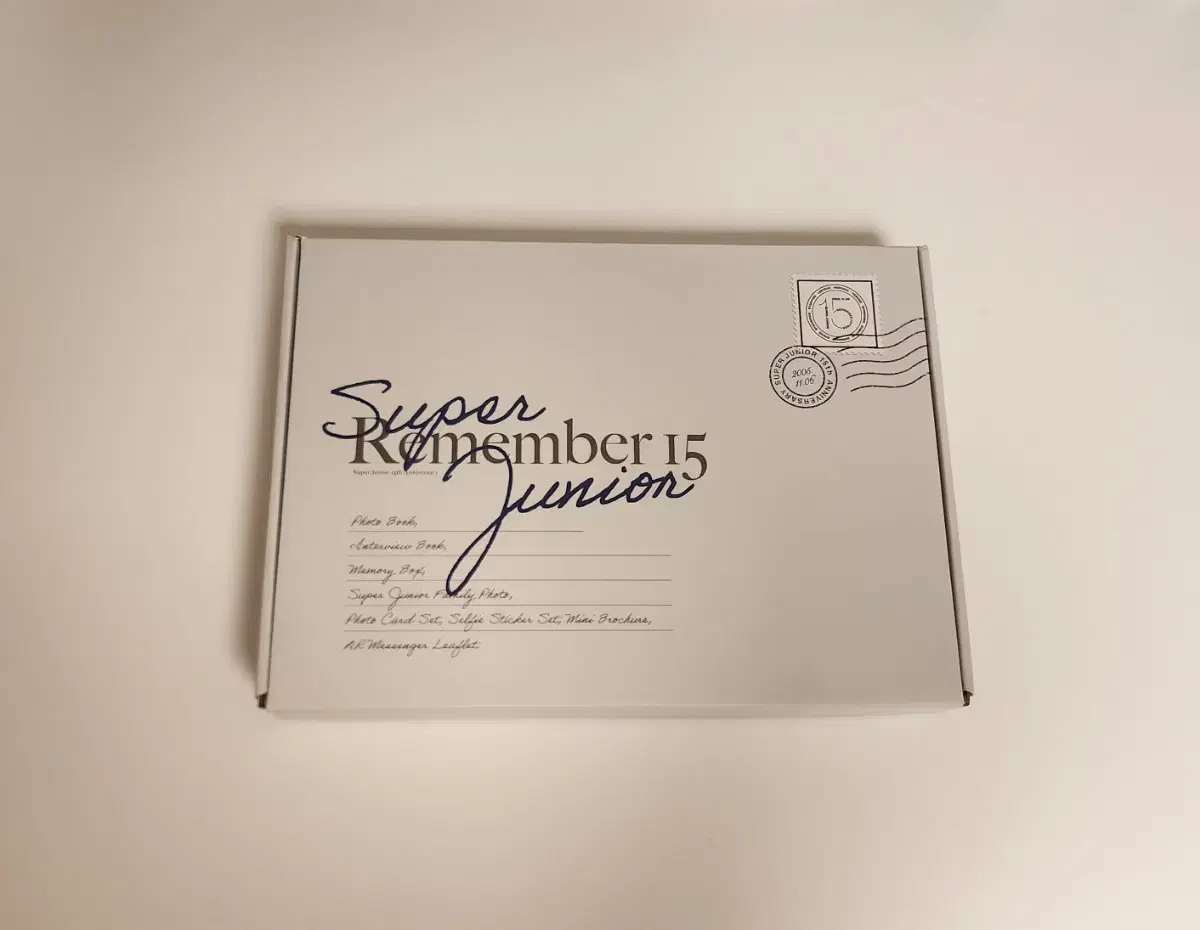 15
SUPER JUNIOR 15th ANNIVERSARY
2005.
11.06
Super
Remember 15
Super Junior 15th Anniversary
Junior
Photo Book,
Interview Book,
Memory Box,
Super Junior Family Photo,
Photo Card Set, Selfie Sticker Set, Mini Brochure,
AR Messenger Leaflet